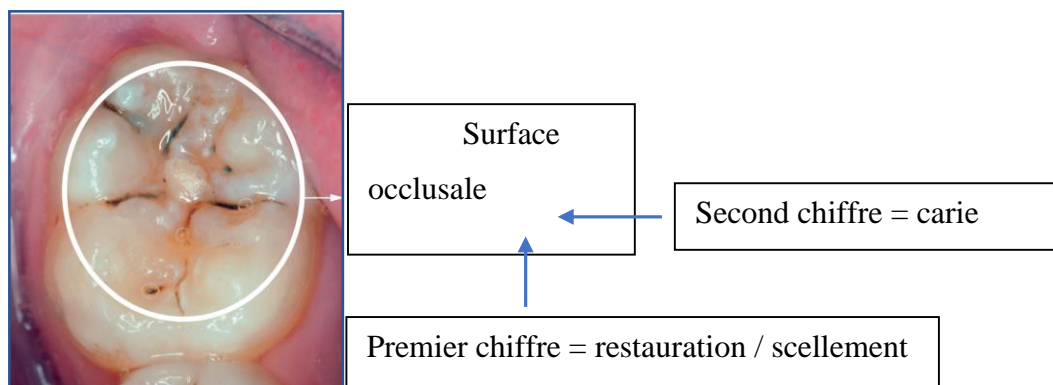 Surface
occlusale
Second chiffre = carie
Premier chiffre = restauration / scellement